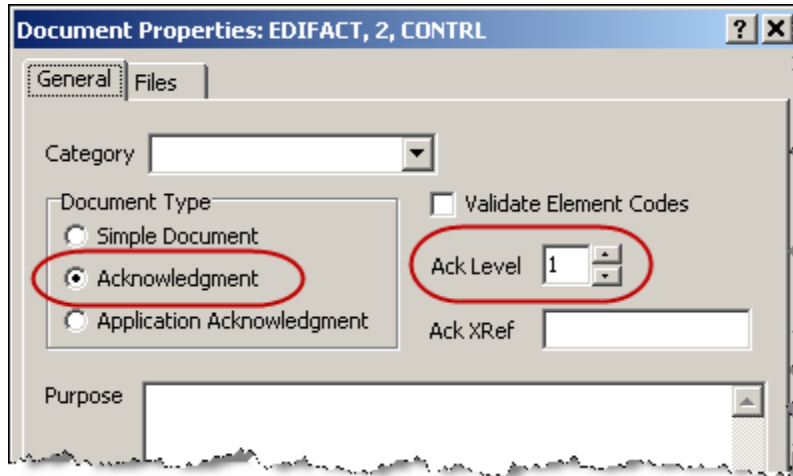 Document Properties: EDIFACT, 2, CONTRL
General Files
Category
Document Type
Validate Element Codes
Simple Document
Acknowledgment
Ack Level 1
Application Acknowledgment
Ack XRef
Purpose